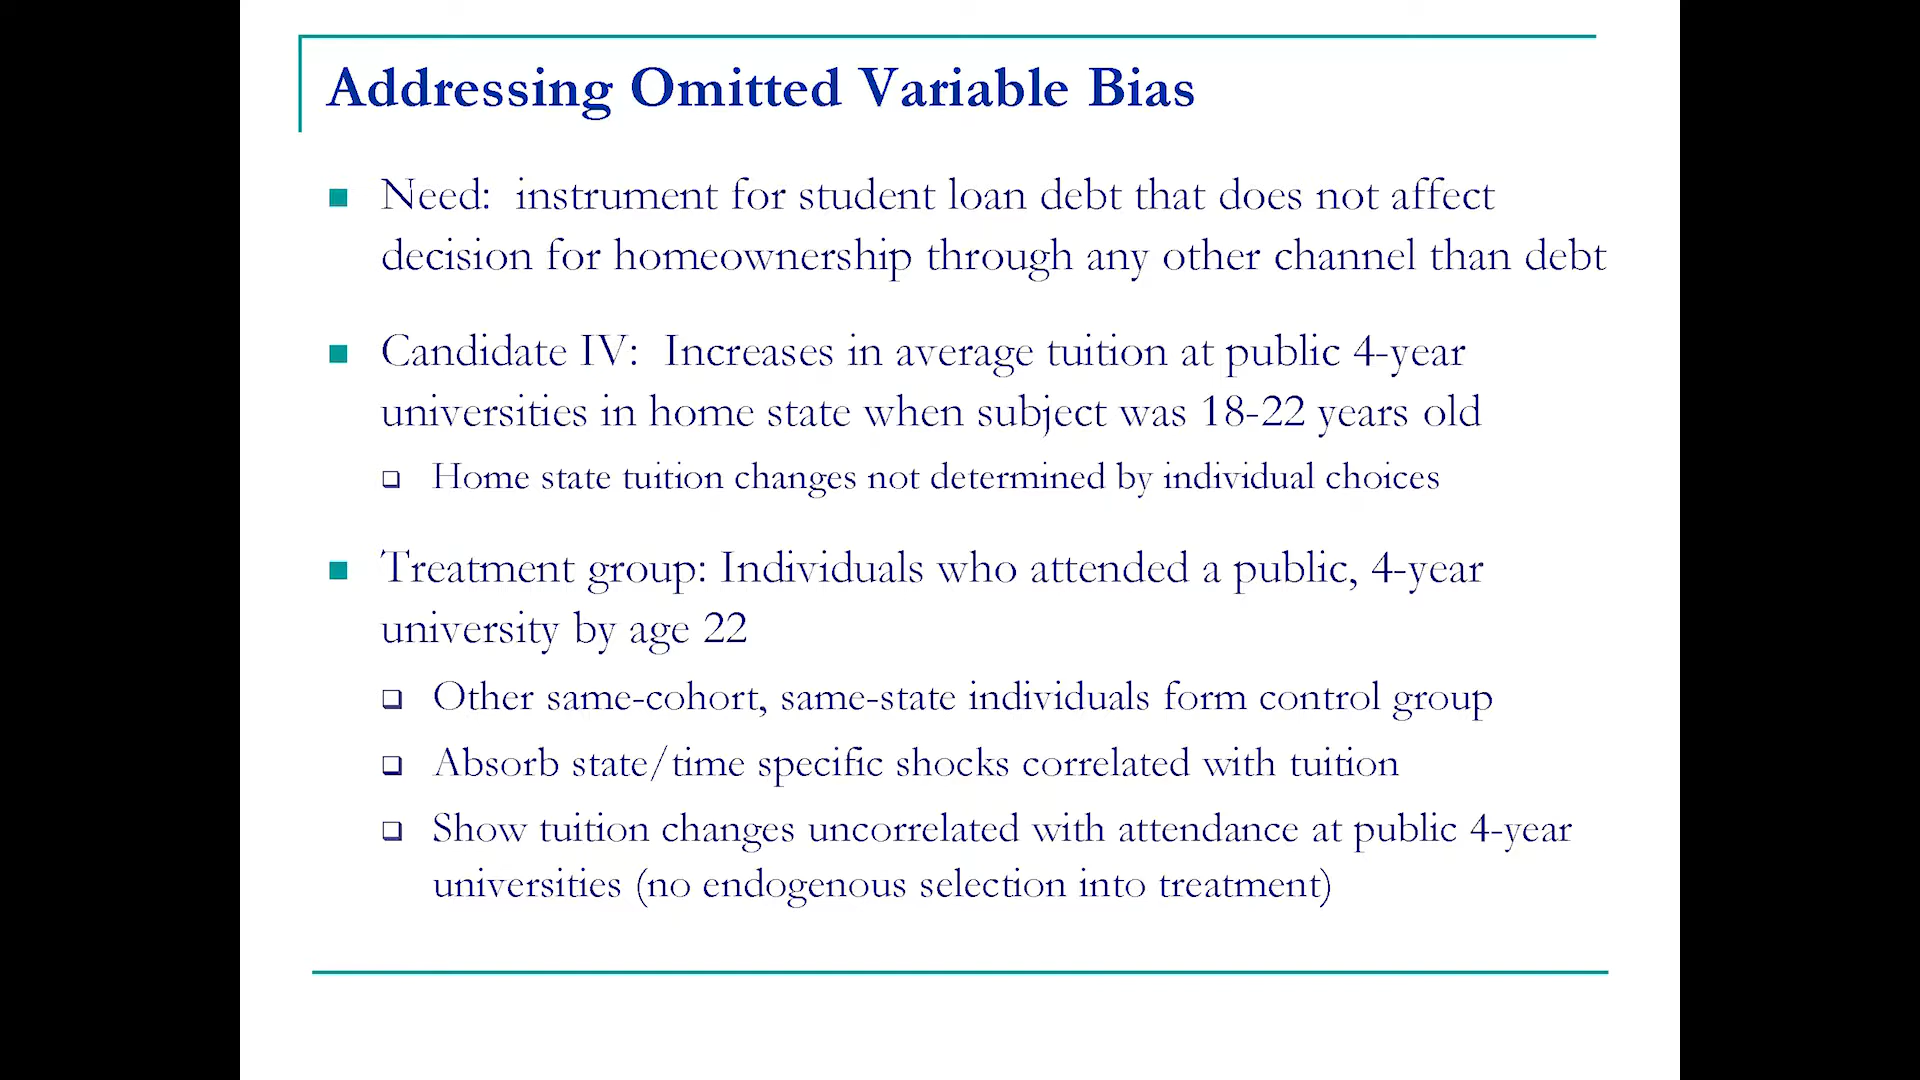 Addressing Omitted Variable Bias
Need: instrument for student loan debt that does not affect
decision for homeownership through any other channel than debt
Candidate IV: Increases in average tuition at public 4-year
universities in home state when subject was 18-22 years old
Home state tuition changes not determined by individual choices
Treatment group: Individuals who attended a public, 4-year
university by age 22
Other same-cohort, same-state individuals form control group
Absorb state/time specific shocks correlated with tuition
Show tuition changes uncorrelated with attendance at public 4-year
universities (no endogenous selection into treatment)